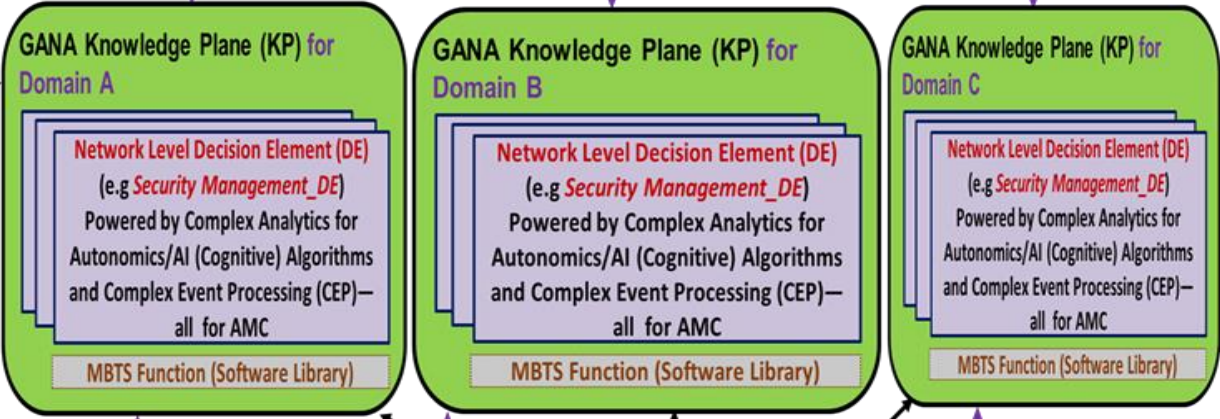 GANA Knowledge Plane (KP) for
Domain A
Network Level Decision Element (DE)
(e.g Security Management_DE)
Powered by Complex Analytics for
Autonomics/AI (Cognitive) Algorithms
and Complex Event Processing (CEP)—
all for AMC
MBTS Function (Software Library)
GANA Knowledge Plane (KP) for
Domain B
Network Level Decision Element (DE)
(e.g Security Management_DE)
Powered by Complex Analytics for
Autonomics/AI (Cognitive) Algorithms
and Complex Event Processing (CEP)—
all for AMC
MBTS Function (Software Library)
GANA Knowledge Plane (KP) for
Domain C
Network Level Decision Element (DE)
(e.g Security Management_DE)
Powered by Complex Analytics for
Autonomics/AI (Cognitive) Algorithms
and Complex Event Processing (CEP)—
all for AMC
MBTS Function (Software Library)